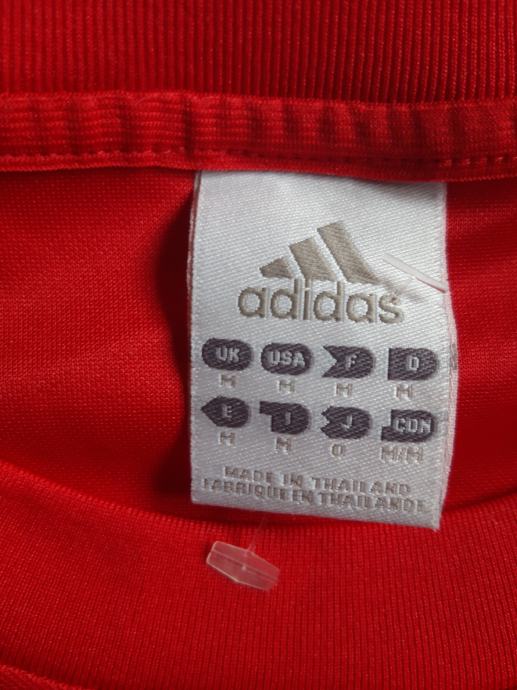 adidas
UK USA F D
M M M M
E I J CDN
M M O M/M
MADE IN THAILAND
FABRIQUE EN THAILANDE